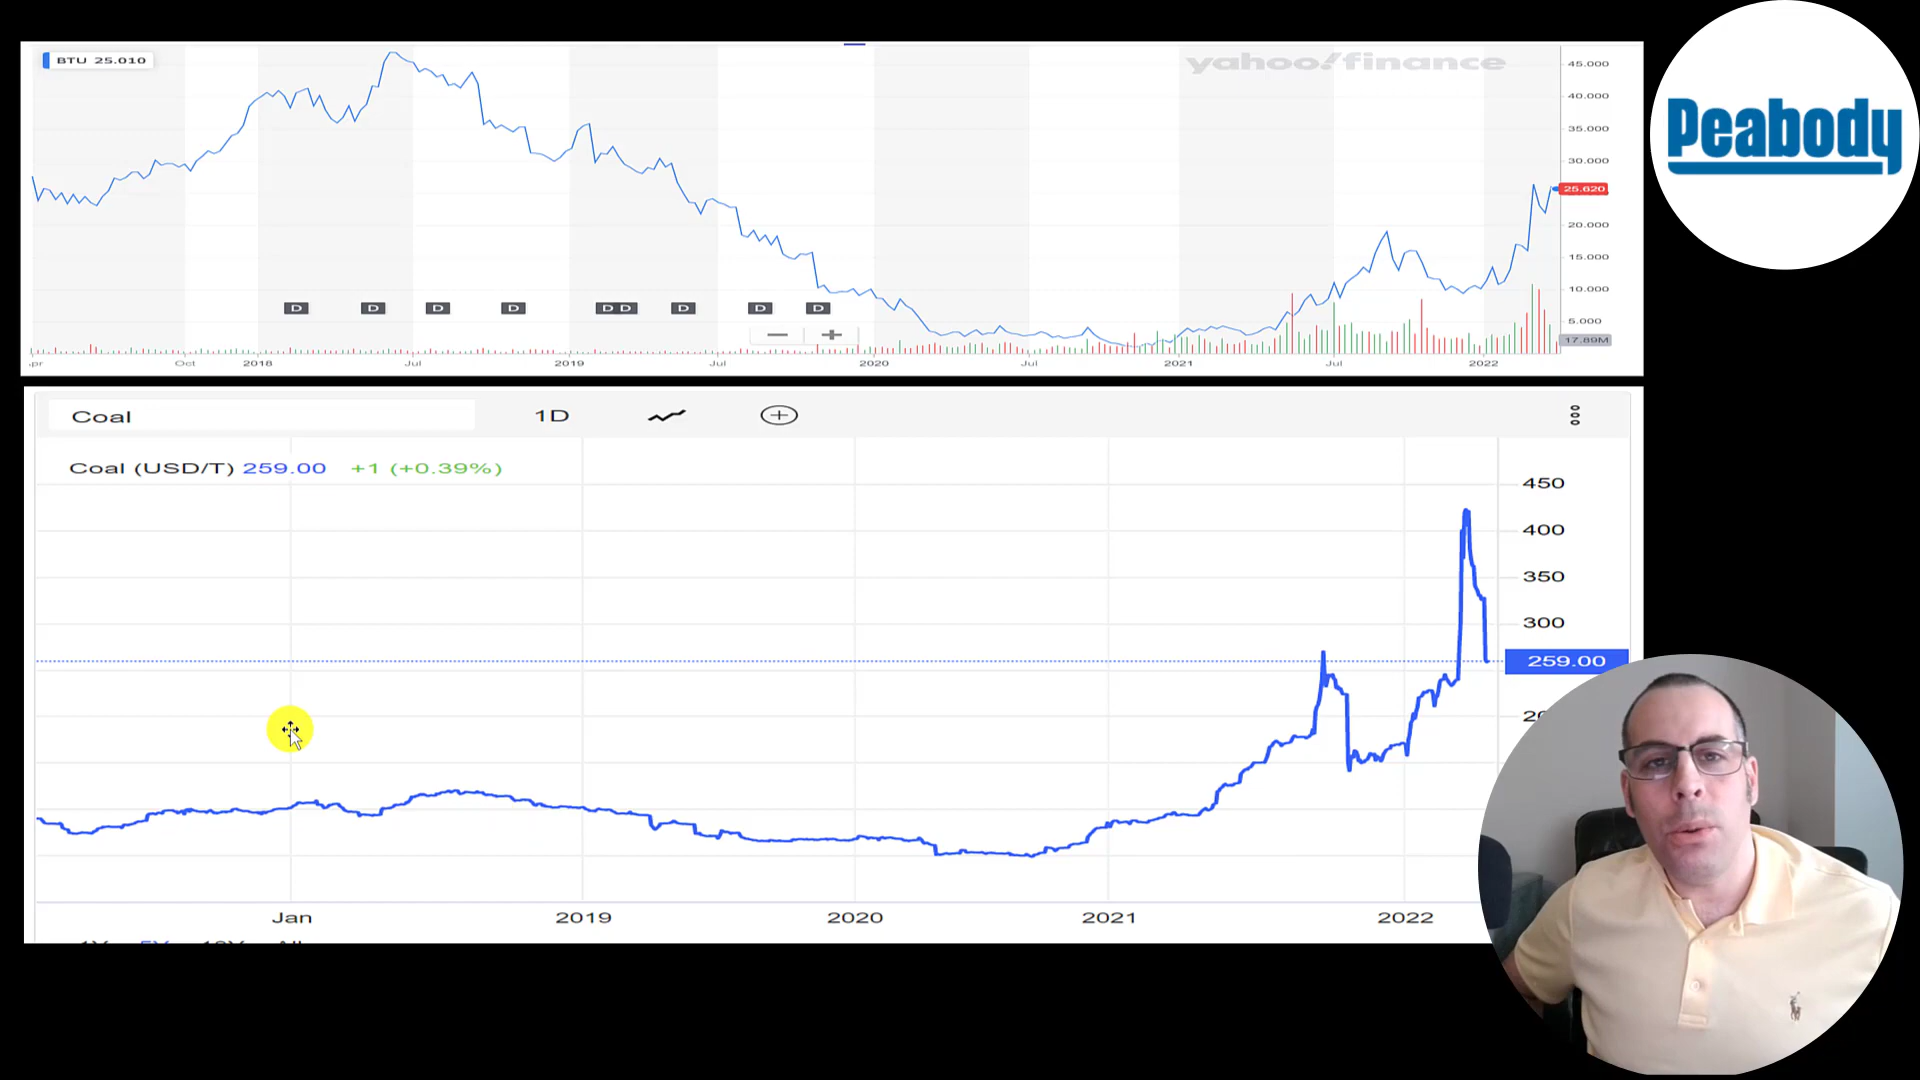 BTU 25.010
yahoo!finance
45.000
40.000
35.000
30.000
25.620
20.000
15.000
10.000
5.000
17.89M
D D D D D D D D D
Oct 2018 Jul 2019 Jul 2020 Jul 2021 Jul 2022
Peabody
Coal 1D
Coal (USD/T) 259.00 +1 (+0.39%)
450
400
350
300
259.00
Jan 2019 2020 2021 2022